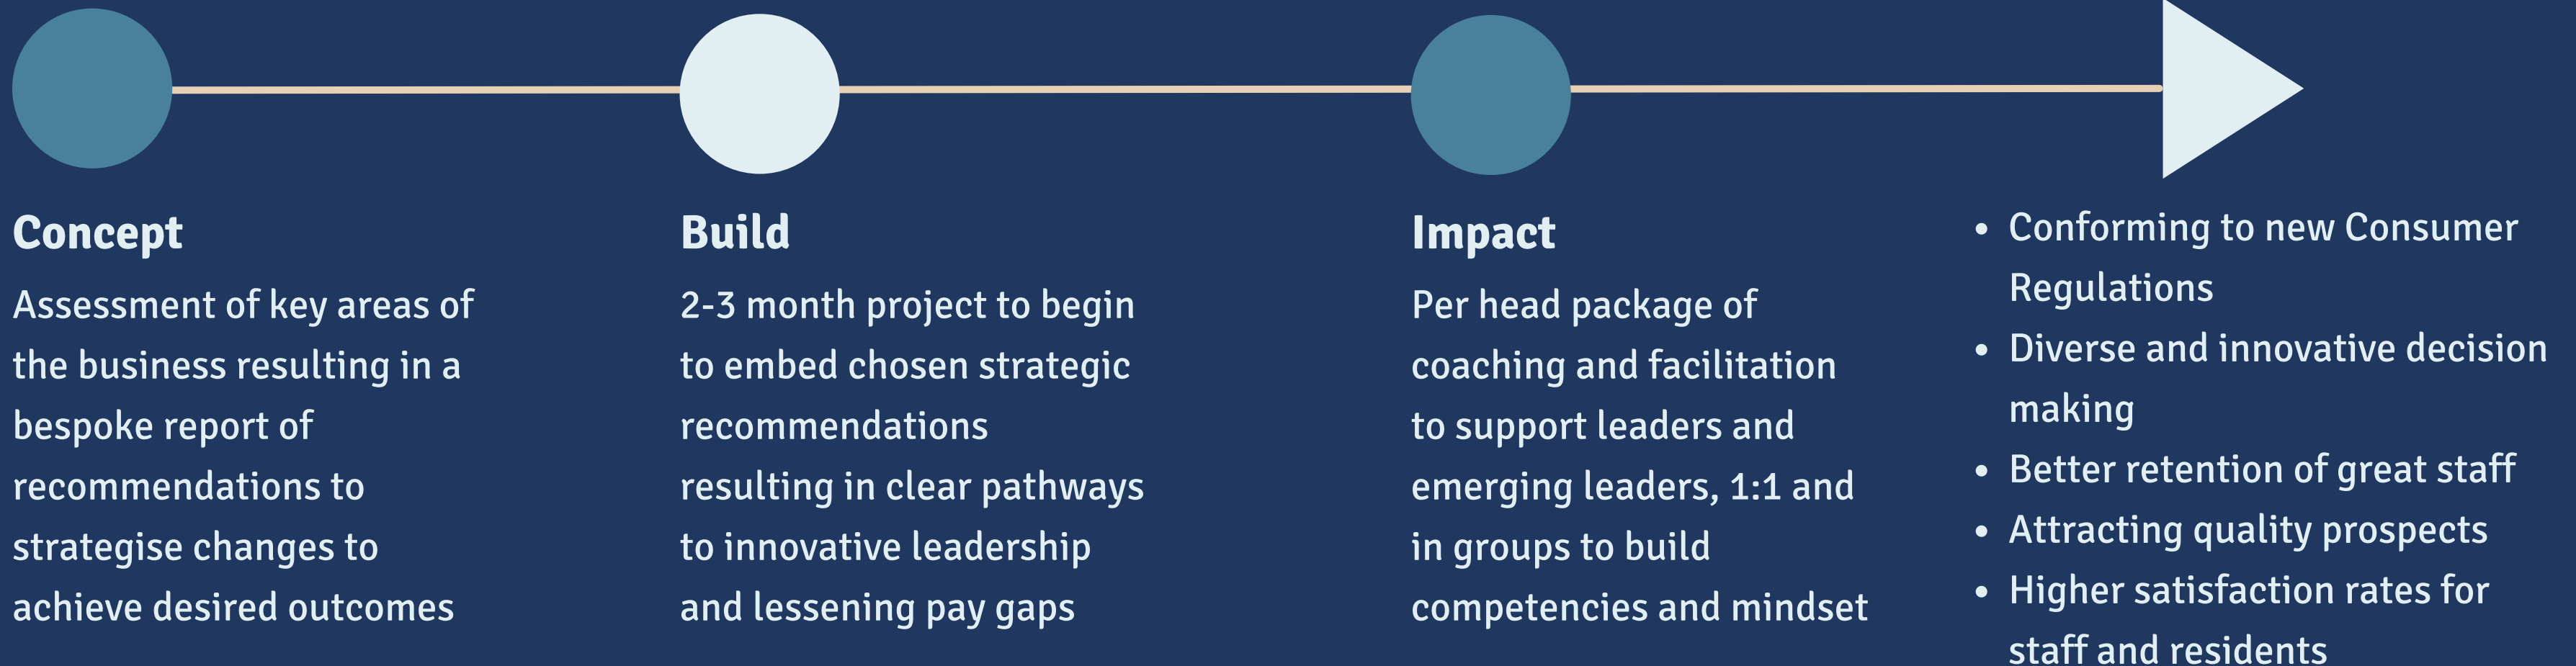 Concept
Assessment of key areas of
the business resulting in a
bespoke report of
recommendations to
strategise changes to
achieve desired outcomes
Build
2-3 month project to begin
to embed chosen strategic
recommendations
resulting in clear pathways
to innovative leadership
and lessening pay gaps
Impact
Per head package of
coaching and facilitation
to support leaders and
emerging leaders, 1:1 and
in groups to build
competencies and mindset
• Conforming to new Consumer
Regulations
• Diverse and innovative decision
making
• Better retention of great staff
• Attracting quality prospects
• Higher satisfaction rates for
staff and residents